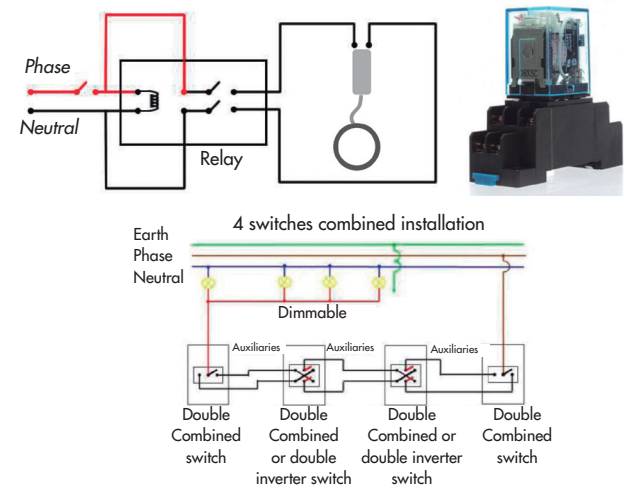 Phase
Neutral
Relay
4 switches combined installation
Earth
Phase
Neutral
Dimmable
Auxiliaries
Auxiliaries
Auxiliaries
Double
Combined
switch
Double
Combined
or double
inverter switch
Double
Combined or
double inverter
switch
Double
Combined
switch